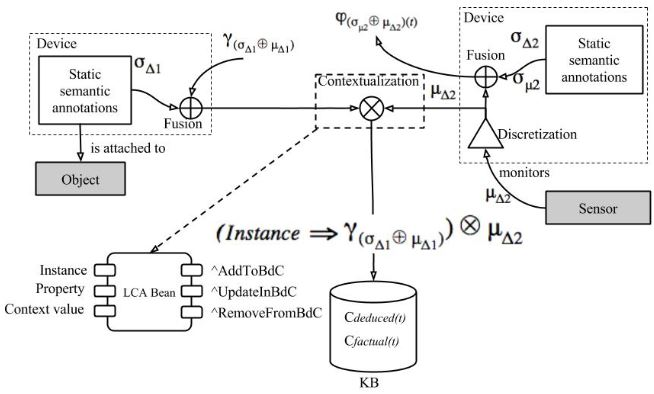 Device
Static
semantic
annotations
σΔ1
γ(σΔ1⊕ μΔ1)
Fusion
is attached to
Object
Contextualization
φ(σμ2⊕ μΔ2)(t)
μΔ2
Device
Fusion
σΔ2
σμ2
Static
semantic
annotations
Discretization
monitors
μΔ2
Sensor
(Instance ⇒ γ(σΔ1⊕ μΔ1)) ⊗ μΔ2
Instance
Property
Context value
LCA Bean
^AddToBdC
^UpdateInBdC
^RemoveFromBdC
Cdeduced(t)
Cfactual(t)
KB